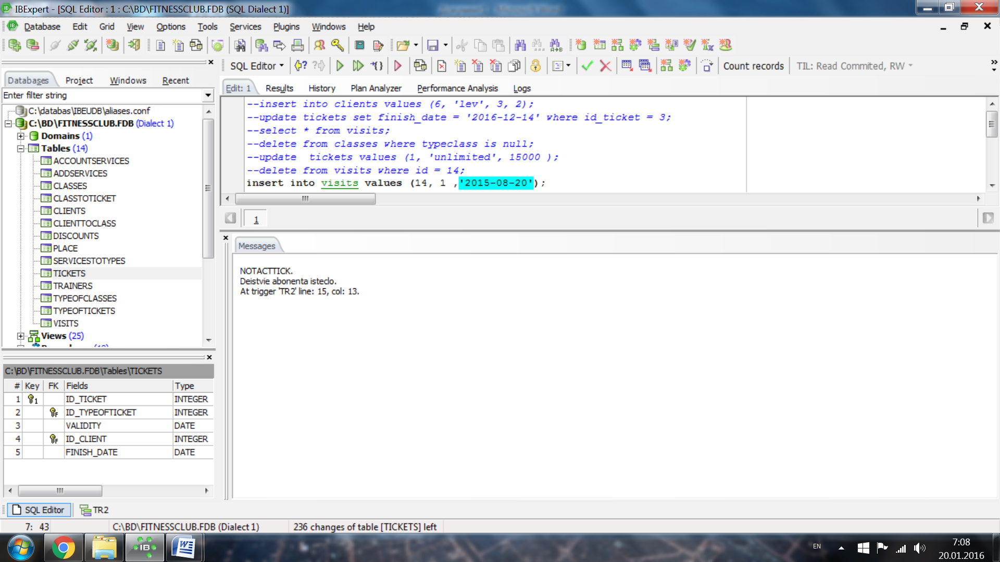 IBExpert - [SQL Editor : 1 : C:\BD\FITNESSCLUB.FDB (SQL Dialect 1)]
Database Edit Grid View Options Tools Services Plugins Windows Help
SQL Editor Count records TIL: Read Commited, RW
Databases Project Windows Recent
Enter filter string
C:\databas\IBEUDB\aliases.conf
C:\BD\FITNESSCLUB.FDB (Dialect 1)
Domains (1)
Tables (14)
ACCOUNTSERVICES
ADDSERVICES
CLASSES
CLASSTOTICKET
CLIENTS
CLIENTTOCLASS
DISCOUNTS
PLACE
SERVICESTOTYPES
TICKETS
TRAINERS
TYPEOFCLASSES
TYPEOFTICKETS
VISITS
Views (25)
Edit: 1 Results History Plan Analyzer Performance Analysis Logs
--insert into clients values (6, 'lev', 3, 2);
--update tickets set finish_date = '2016-12-14' where id_ticket = 3;
--select * from visits;
--delete from classes where typeclass is null;
--update  tickets values (1, 'unlimited', 15000 );
--delete from visits where id = 14;
insert into visits values (14, 1 ,'2015-08-20');
1
Messages
NOTACTTICK.
Deistvie abonenta isteclo.
At trigger 'TR2' line: 15, col: 13.
C:\BD\FITNESSCLUB.FDB\Tables\TICKETS
# Key FK Fields Type
1 1 ID_TICKET INTEGER
2 F ID_TYPEOFTICKET INTEGER
3 VALIDITY DATE
4 F ID_CLIENT INTEGER
5 FINISH_DATE DATE
SQL Editor TR2
7: 43 C:\BD\FITNESSCLUB.FDB (Dialect 1) 236 changes of table [TICKETS] left
IB EN 7:08
20.01.2016